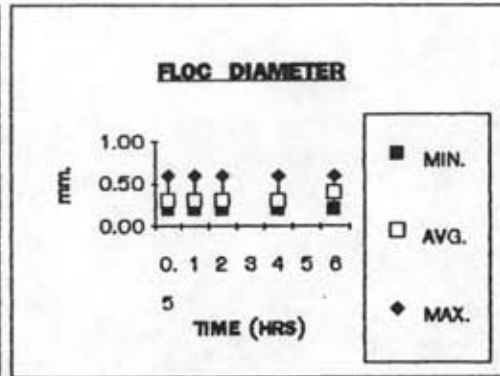 FLOC DIAMETER
1.00
0.50
0.00
mm.
0. 1 2 3 4 5 6
5
TIME (HRS)
MIN.
AVG.
MAX.